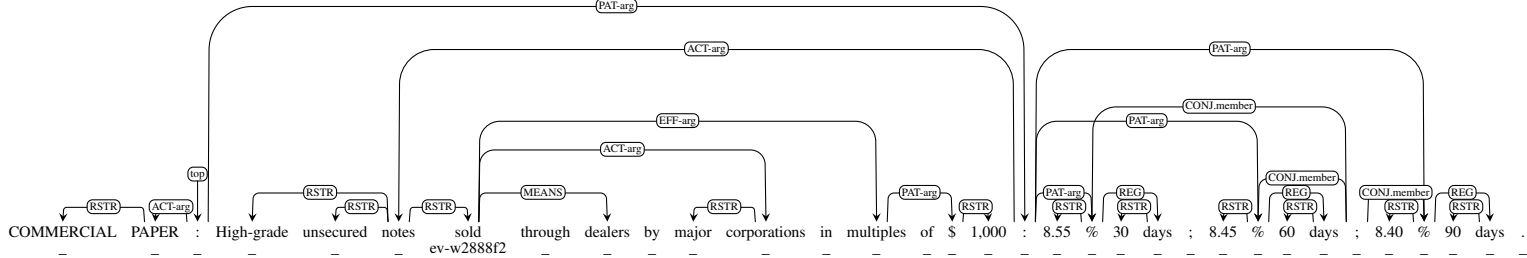 PAT-arg
ACT-arg PAT-arg
CONJ.member
EFF-arg PAT-arg
ACT-arg
top CONJ.member
RSTR MEANS REG
RSTR ACT-arg RSTR RSTR RSTR PAT-arg RSTR PAT-arg REG RSTR CONJ.member REG
RSTR RSTR RSTR RSTR RSTR RSTR
COMMERCIAL PAPER : High-grade unsecured notes sold through dealers by major corporations in multiples of $ 1,000 : 8.55 % 30 days ; 8.45 % 60 days ; 8.40 % 90 days .
ev-w2888f2
_ _ _ _ _ _ _ _ _ _ _ _ _ _ _ _ _ _ _ _ _ _ _ _ _ _ _ _ _ _ _ _